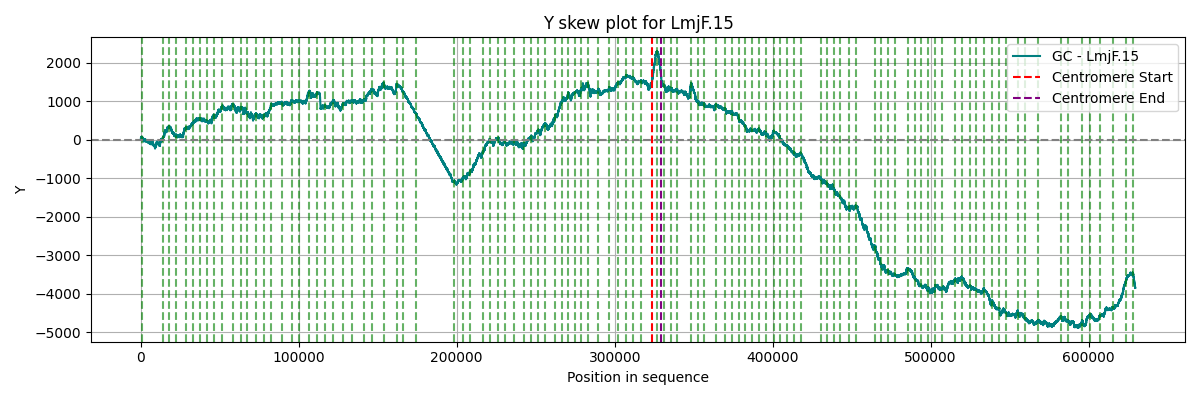 Y skew plot for LmjF.15
GC - LmjF.15
Centromere Start
Centromere End
2000
1000
0
−1000
−2000
−3000
−4000
−5000
Y
0 100000 200000 300000 400000 500000 600000
Position in sequence